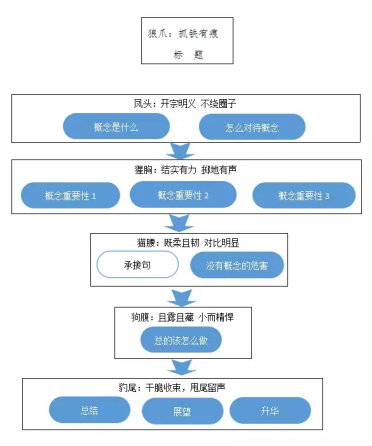 狼爪：抓铁有痕
标 题
凤头：开宗明义 不绕圈子
概念是什么
怎么对待概念
猩胸：结实有力 掷地有声
概念重要性 1
概念重要性 2
概念重要性 3
猫腰：既柔且韧 对比明显
承接句
没有概念的危害
狗腹：且露且藏 小而精悍
总的该怎么做
豹尾：干脆收束，甩尾留声
总结
展望
升华